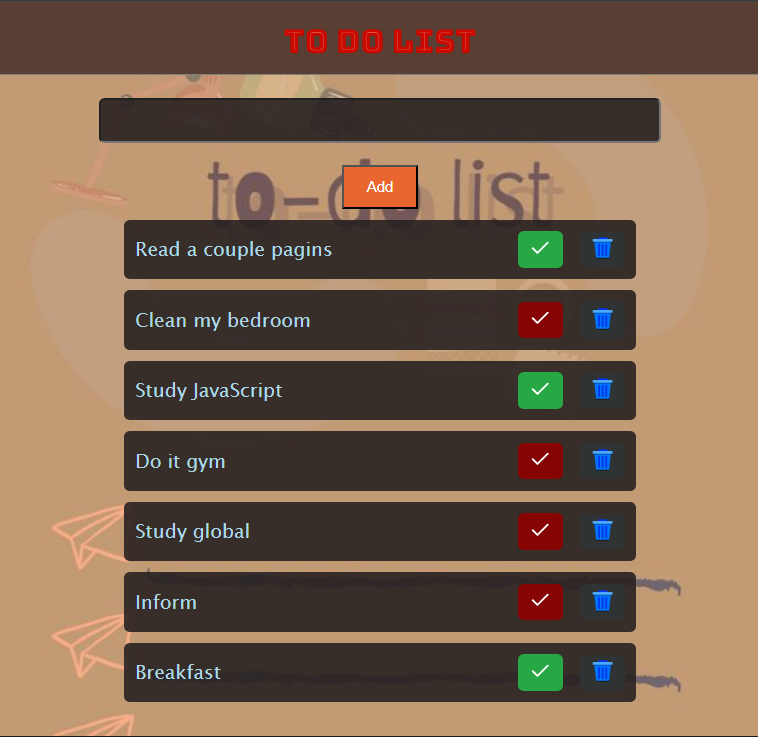 TO DO LIST
to-do list
Add
Read a couple pagins
Clean my bedroom
Study JavaScript
Do it gym
Study global
Inform
Breakfast